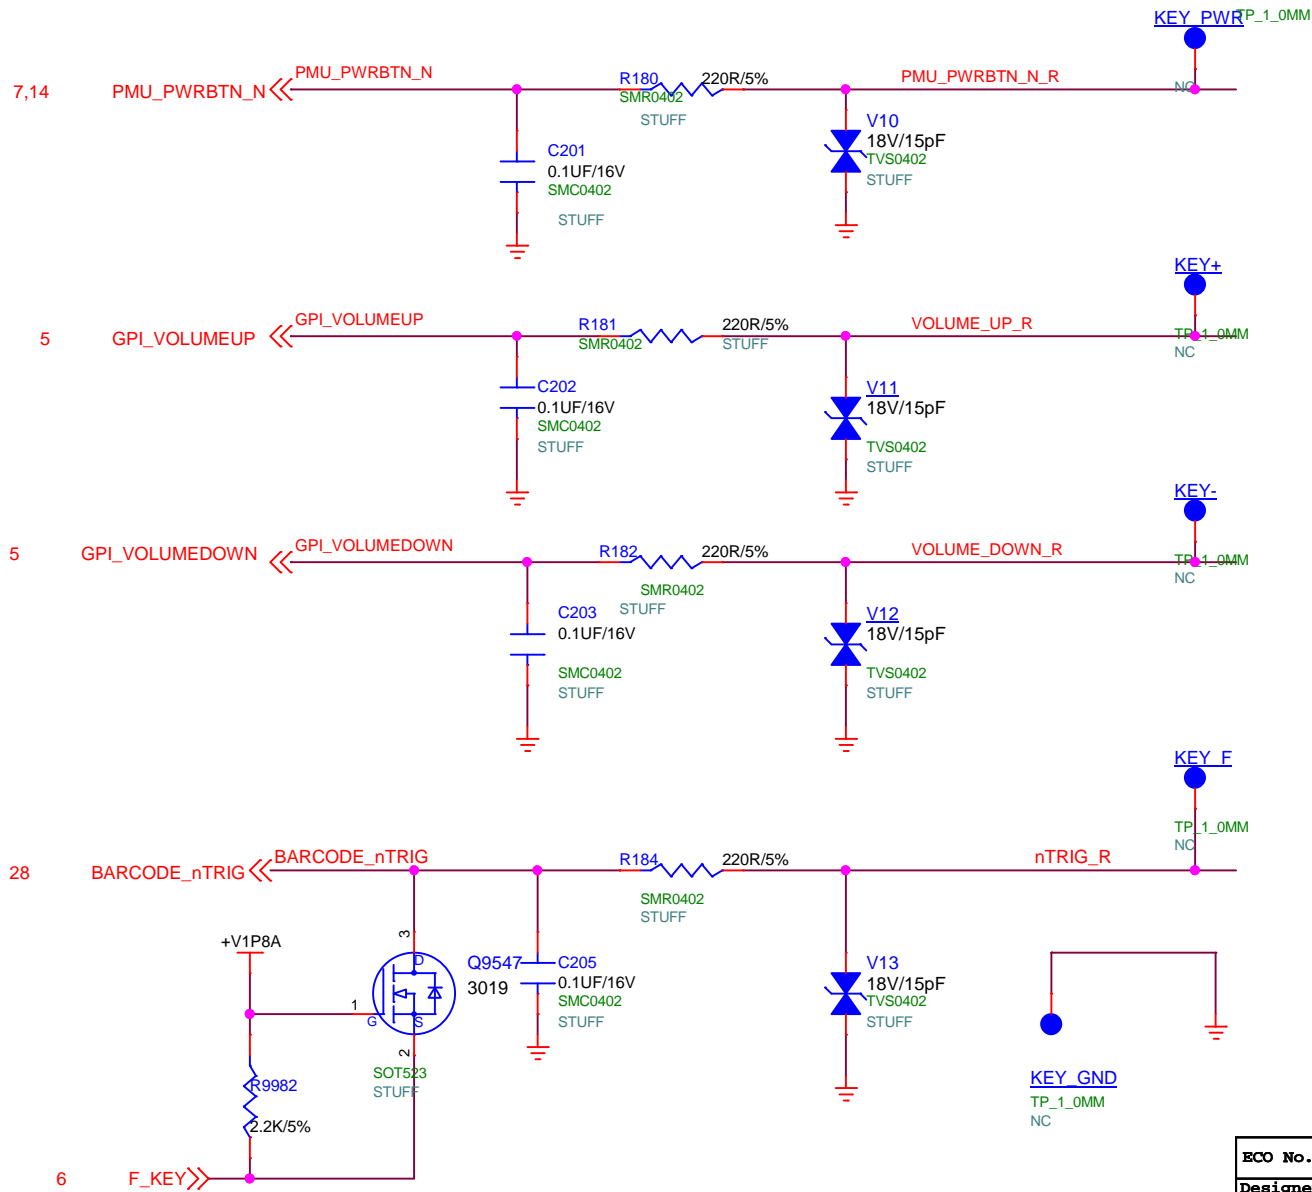 KEY_PWR TP_1_0MM
NC
7,14 PMU_PWRBTN_N PMU_PWRBTN_N R180 220R/5% PMU_PWRBTN_N_R
SMR0402
STUFF
C201
0.1UF/16V
SMC0402
STUFF
V10
18V/15pF
TVS0402
STUFF
KEY+
TP_1_0MM
NC
5 GPI_VOLUMEUP GPI_VOLUMEUP R181 220R/5% VOLUME_UP_R
SMR0402 STUFF
C202
0.1UF/16V
SMC0402
STUFF
V11
18V/15pF
TVS0402
STUFF
KEY-
TP_1_0MM
NC
5 GPI_VOLUMEDOWN GPI_VOLUMEDOWN R182 220R/5% VOLUME_DOWN_R
SMR0402
STUFF
C203
0.1UF/16V
SMC0402
STUFF
V12
18V/15pF
TVS0402
STUFF
KEY_F
TP_1_0MM
NC
28 BARCODE_nTRIG BARCODE_nTRIG R184 220R/5% nTRIG_R
SMR0402
STUFF
+V1P8A
3
D
1
G
S
2
Q9547
3019
SOT523
STUFF
C205
0.1UF/16V
SMC0402
STUFF
V13
18V/15pF
TVS0402
STUFF
R9982
2.2K/5%
KEY_GND
TP_1_0MM
NC
6 F_KEY
ECO No.
Designe